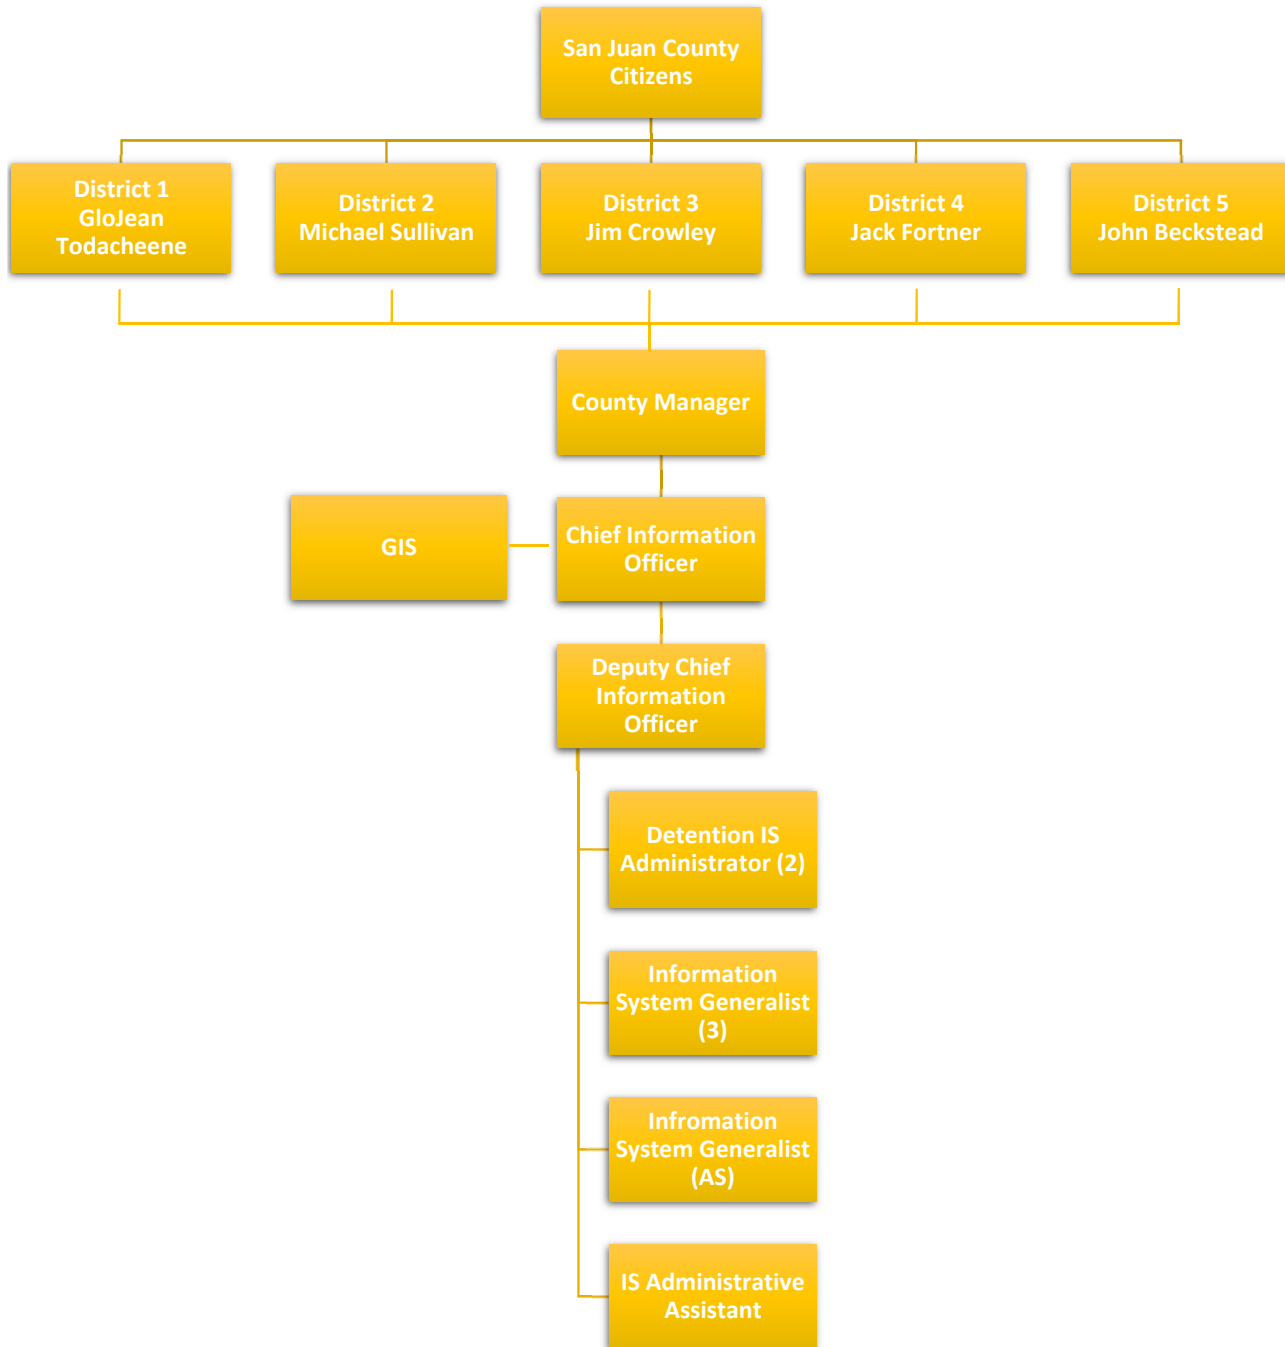 San Juan County
Citizens
District 1
GloJean
Todacheene
District 2
Michael Sullivan
District 3
Jim Crowley
District 4
Jack Fortner
District 5
John Beckstead
County Manager
GIS
Chief Information
Officer
Deputy Chief
Information
Officer
Detention IS
Administrator (2)
Information
System Generalist
(3)
Infromation
System Generalist
(AS)
IS Administrative
Assistant